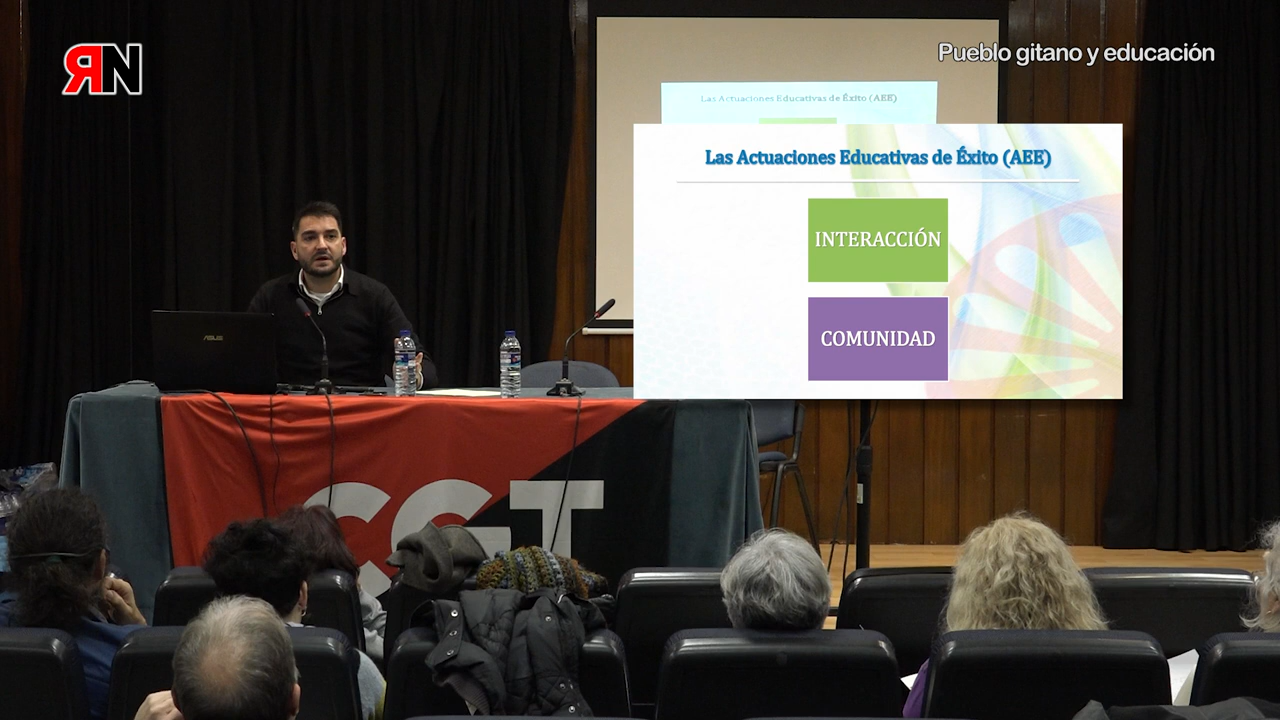 ЯN
Pueblo gitano y educación
Las Actuaciones Educativas de Éxito (AEE)
Las Actuaciones Educativas de Éxito (AEE)
INTERACCIÓN
COMUNIDAD
ASUS
CGT